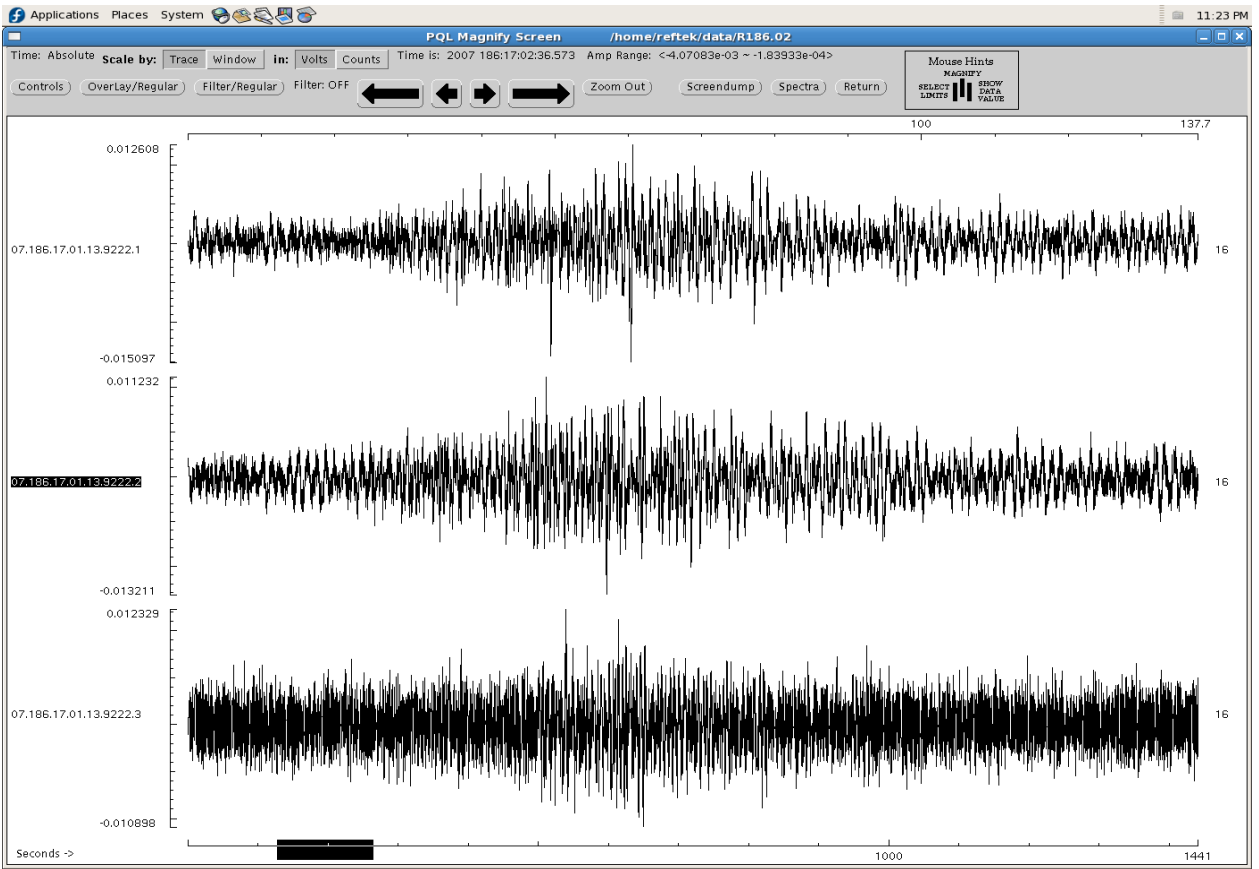 Applications Places System 11:23 PM
PQL Magnify Screen /home/reftek/data/R186.02
Time: Absolute Scale by: Trace Window in: Volts Counts Time is: 2007 186:17:02:36.573 Amp Range: <-4.07083e-03 ~ -1.83933e-04>
Controls OverLay/Regular Filter/Regular Filter: OFF Zoom Out Screendump Spectra Return
Mouse Hints
MAGNIFY
SELECT LIMITS
SHOW DATA VALUE
100 137.7
0.012608
07.186.17.01.13.9222.1 16
-0.015097
0.011232
07.186.17.01.13.9222.2 16
-0.013211
0.012329
07.186.17.01.13.9222.3 16
-0.010898
Seconds -> 1000 1441